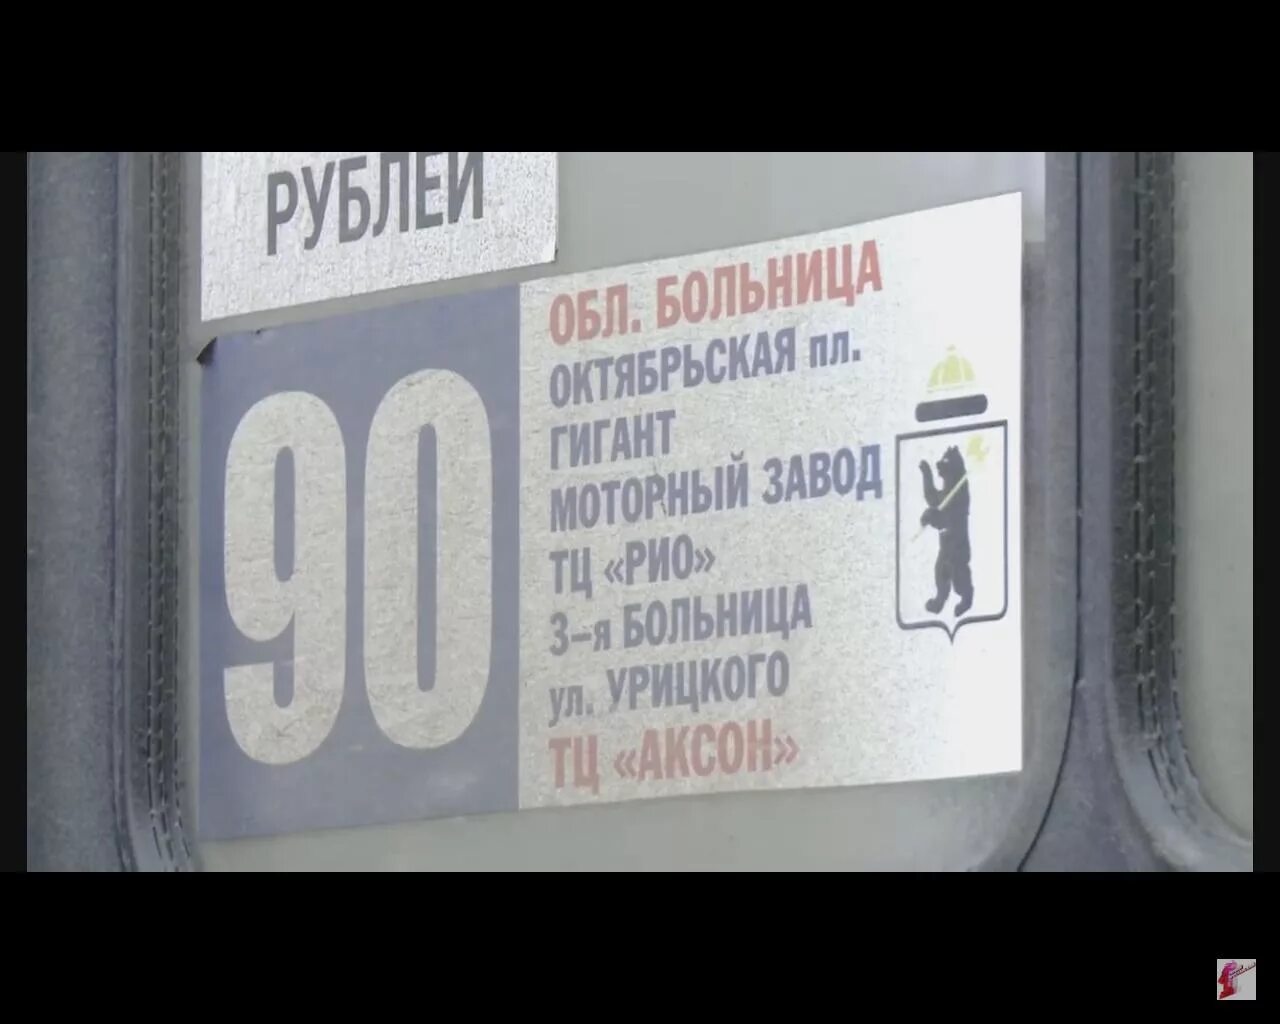 РУБЛЕЙ
90
ОБЛ. БОЛЬНИЦА
ОКТЯБРЬСКАЯ пл.
ГИГАНТ
МОТОРНЫЙ ЗАВОД
ТЦ «РИО»
3-я БОЛЬНИЦА
ул. УРИЦКОГО
ТЦ «АКСОН»